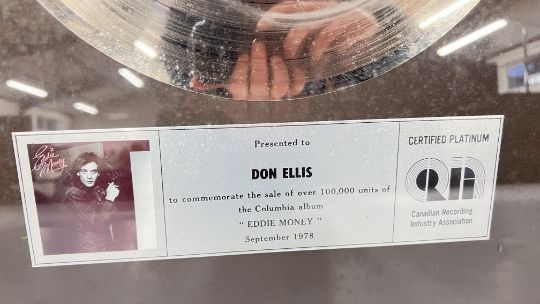 Eddie
Money
Presented to
DON ELLIS
to commemorate the sale of over 100,000 units of
the Columbia album
" EDDIE MONEY "
September 1978
CERTIFIED PLATINUM
Canadian Recording
Industry Association